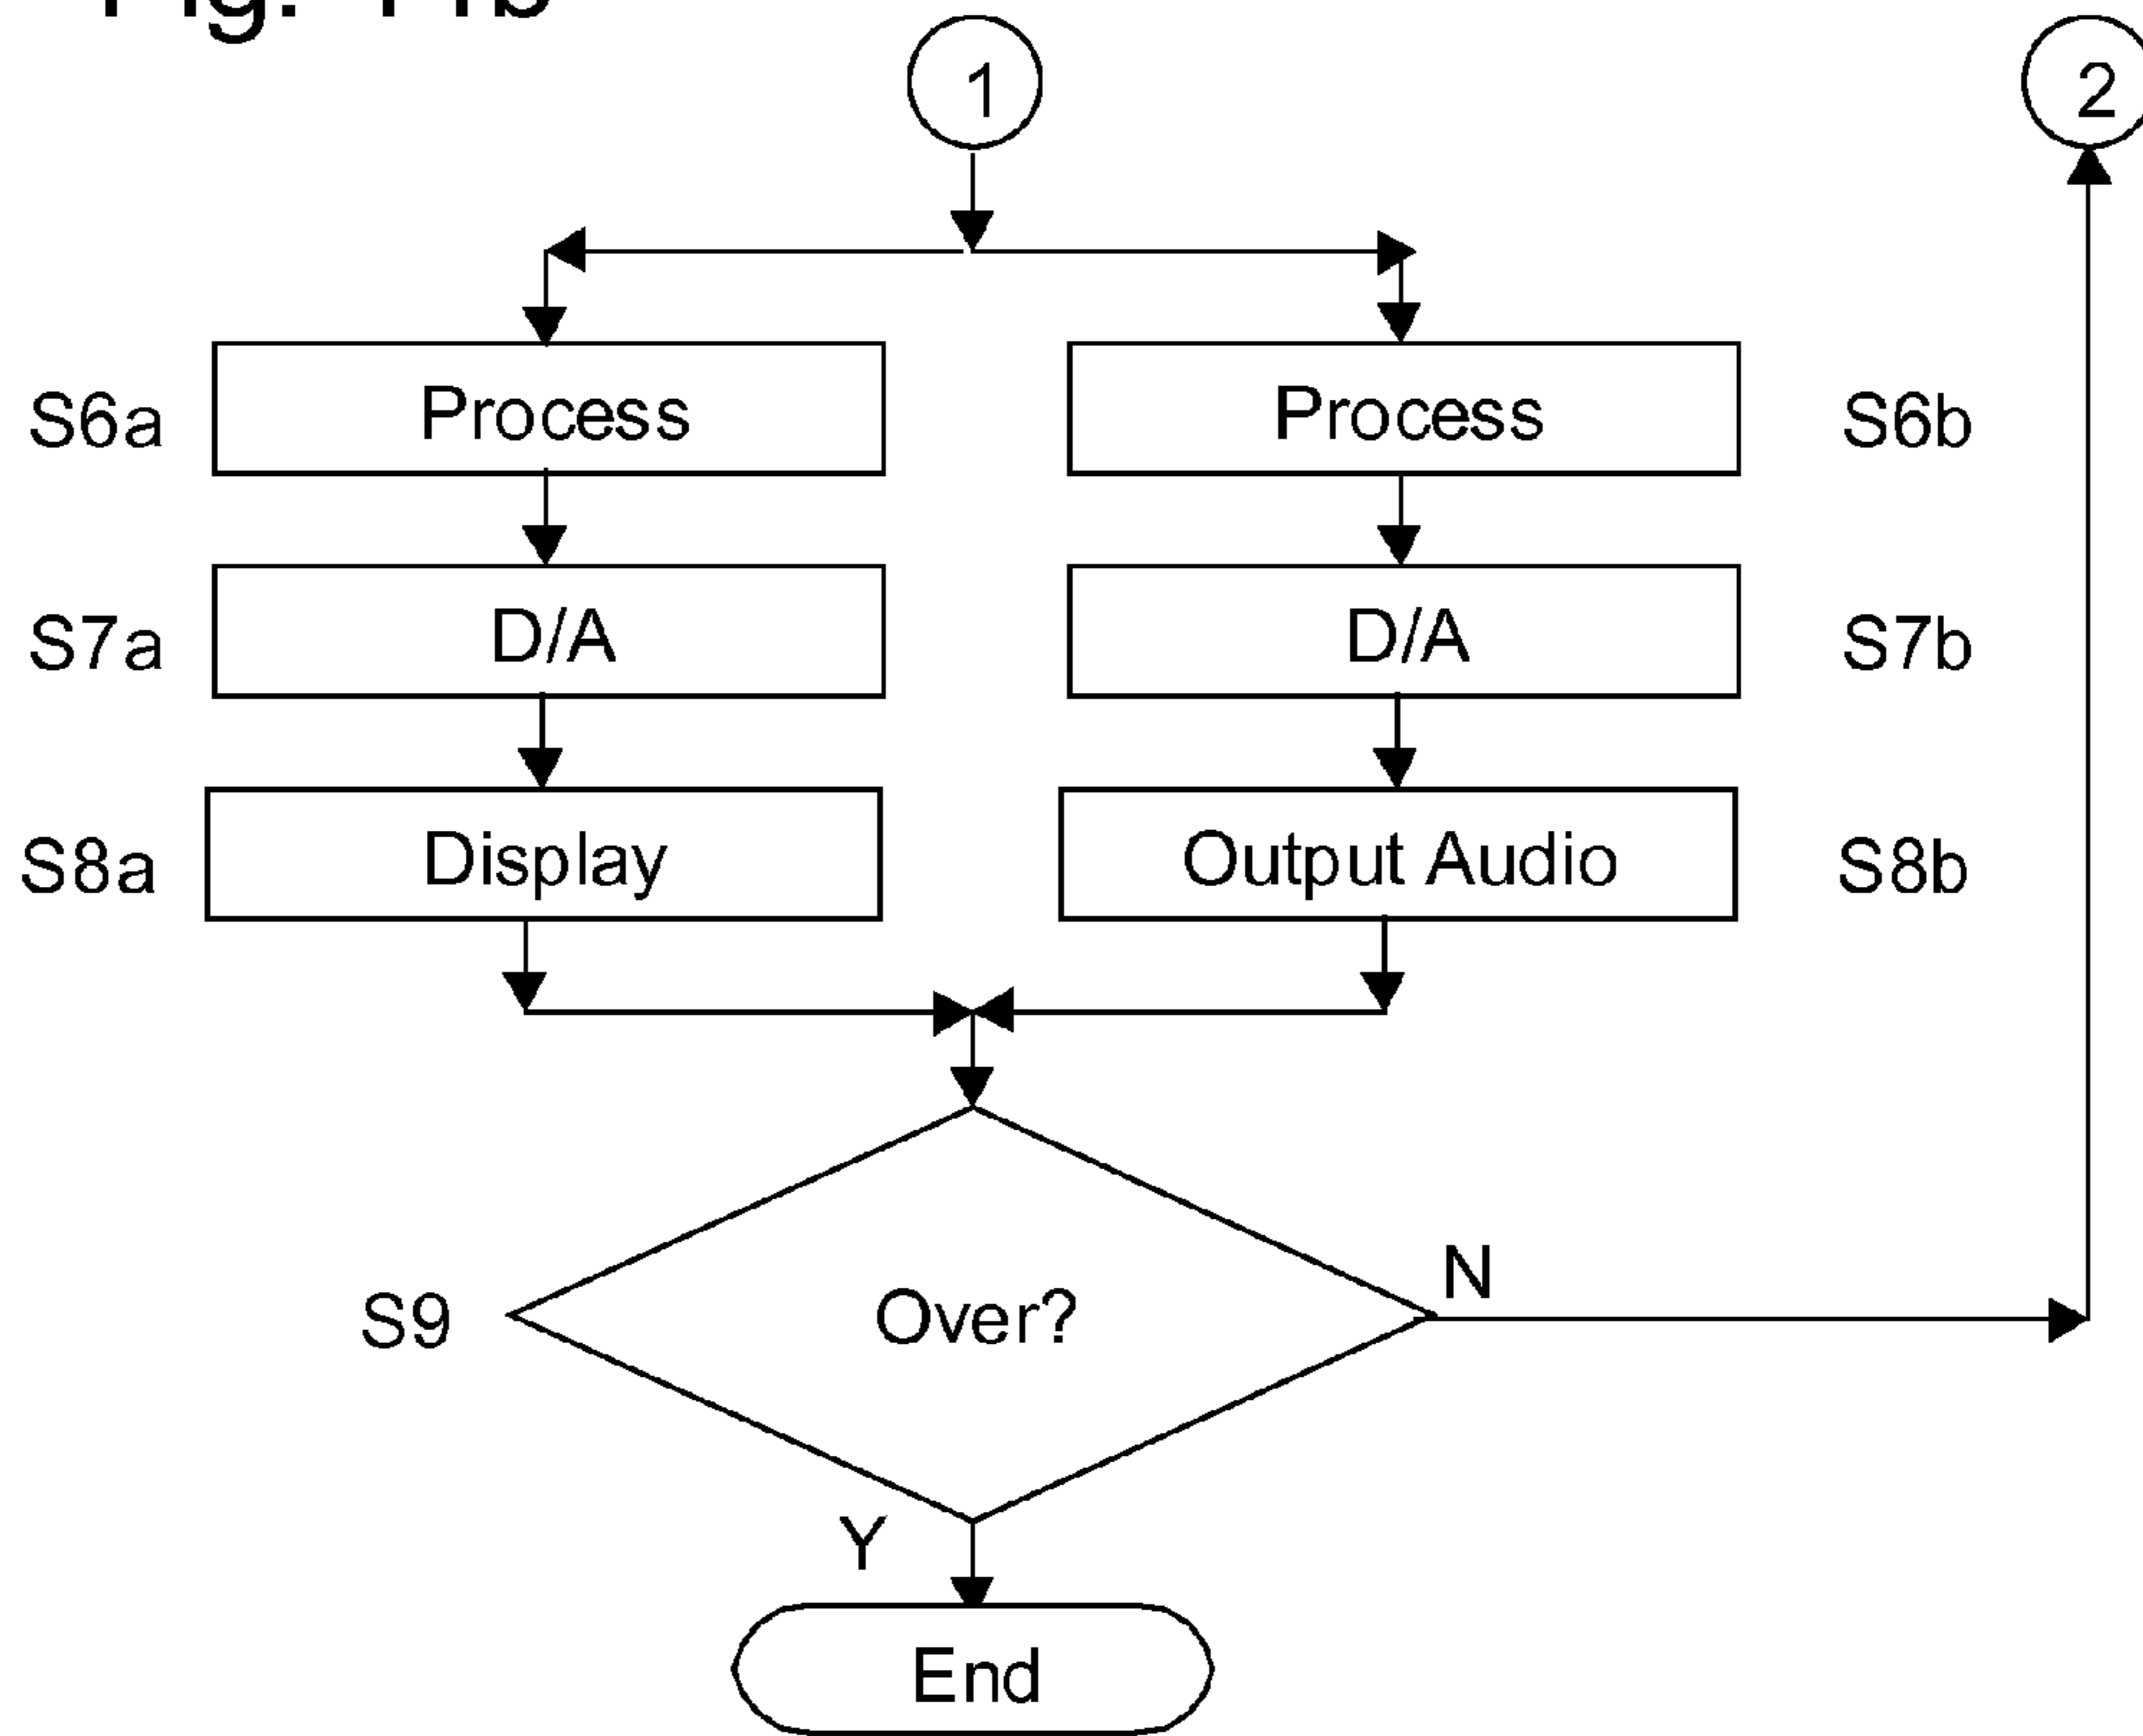 1
2
S6a
Process
Process
S6b
S7a
D/A
D/A
S7b
S8a
Display
Output Audio
S8b
S9
Over?
N
Y
End